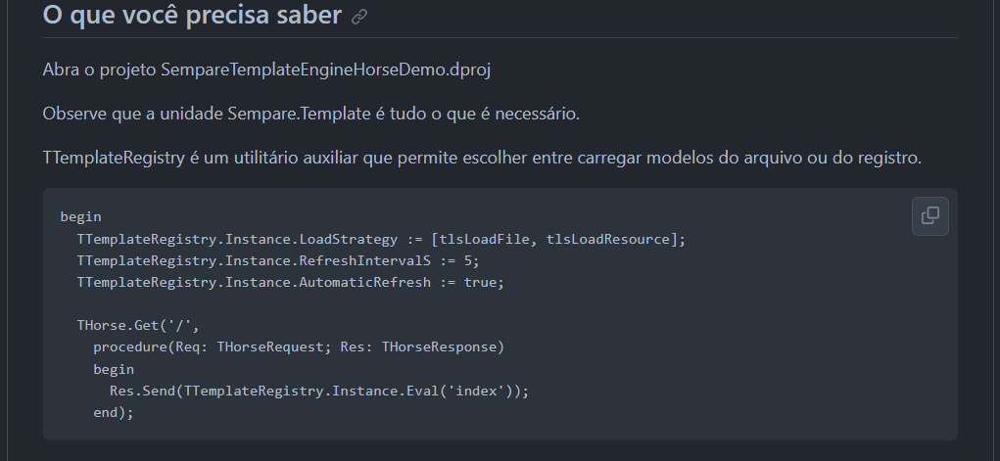 O que você precisa saber
Abra o projeto SempareTemplateEngineHorseDemo.dproj
Observe que a unidade Sempare.Template é tudo o que é necessário.
TTemplateRegistry é um utilitário auxiliar que permite escolher entre carregar modelos do arquivo ou do registro.
begin
  TTemplateRegistry.Instance.LoadStrategy := [tlsLoadFile, tlsLoadResource];
  TTemplateRegistry.Instance.RefreshIntervalS := 5;
  TTemplateRegistry.Instance.AutomaticRefresh := true;
  THorse.Get('/',
    procedure(Req: THorseRequest; Res: THorseResponse)
    begin
      Res.Send(TTemplateRegistry.Instance.Eval('index'));
    end);